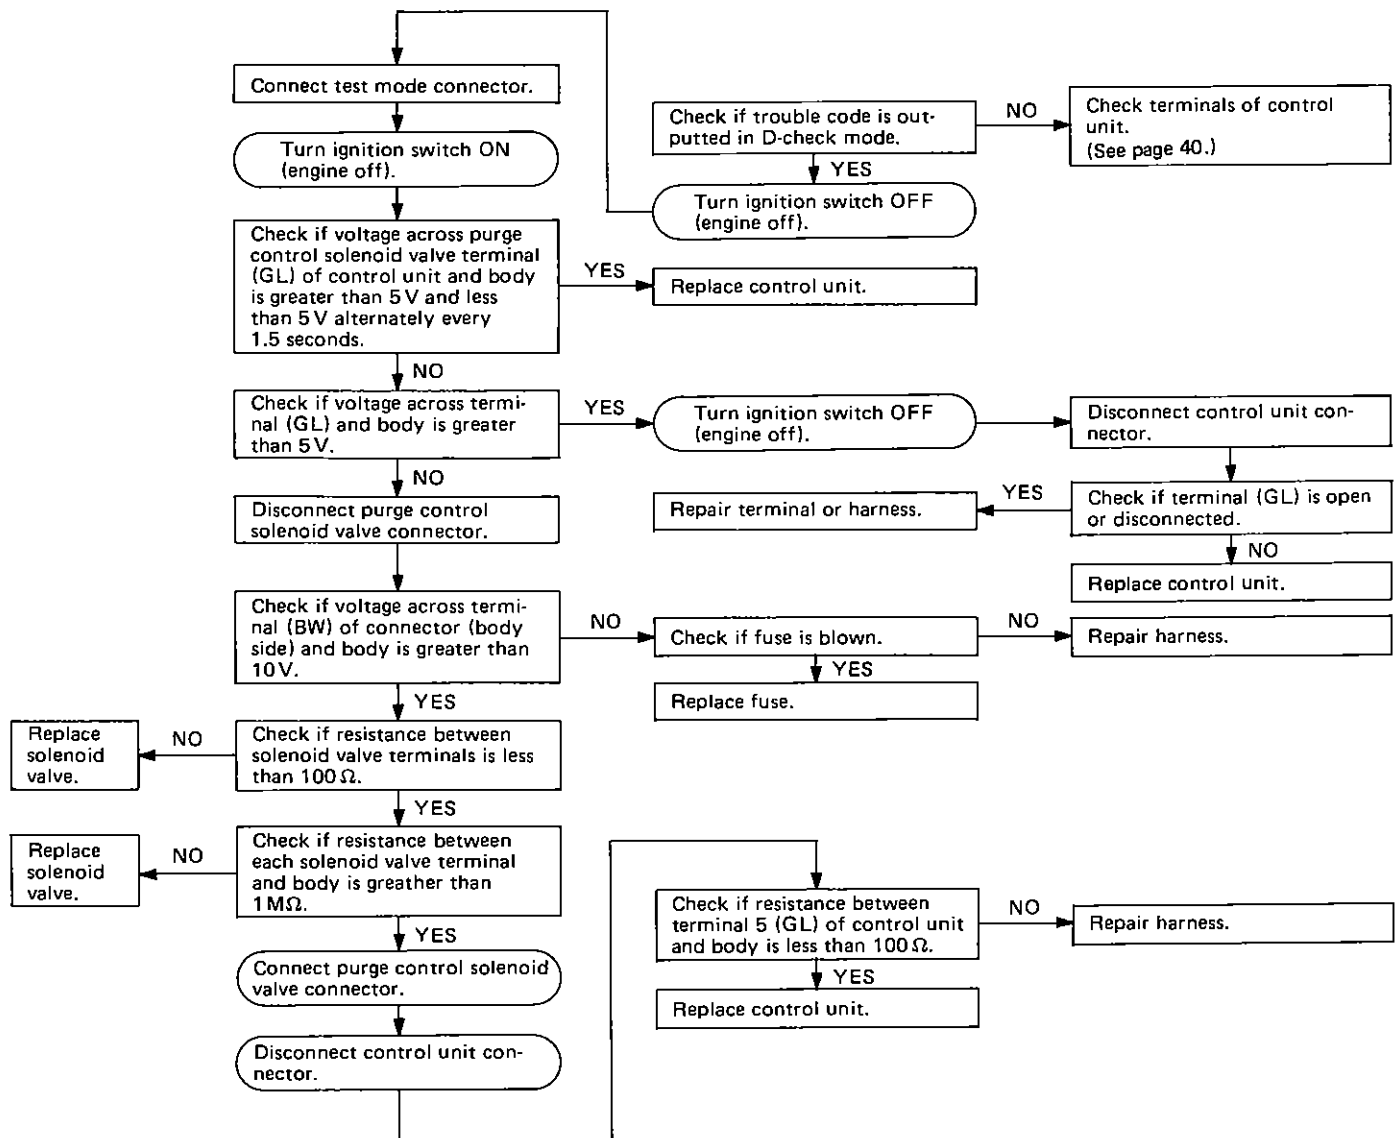 Connect test mode connector.
Turn ignition switch ON
(engine off).
Check if voltage across purge
control solenoid valve terminal
(GL) of control unit and body
is greater than 5 V and less
than 5 V alternately every
1.5 seconds.
Check if trouble code is out-
putted in D-check mode.
NO
Check terminals of control
unit.
(See page 40.)
YES
Turn ignition switch OFF
(engine off).
YES
Replace control unit.
NO
Check if voltage across termi-
nal (GL) and body is greater
than 5 V.
YES
Turn ignition switch OFF
(engine off).
Disconnect control unit con-
nector.
NO
Disconnect purge control
solenoid valve connector.
Repair terminal or harness.
YES
Check if terminal (GL) is open
or disconnected.
NO
Replace control unit.
Check if voltage across termi-
nal (BW) of connector (body
side) and body is greater than
10 V.
NO
Check if fuse is blown.
NO
Repair harness.
YES
Replace fuse.
YES
Replace
solenoid
valve.
NO
Check if resistance between
solenoid valve terminals is less
than 100 Ω.
YES
Replace
solenoid
valve.
NO
Check if resistance between
each solenoid valve terminal
and body is greather than
1 MΩ.
YES
Connect purge control solenoid
valve connector.
Disconnect control unit con-
nector.
Check if resistance between
terminal 5 (GL) of control unit
and body is less than 100 Ω.
NO
Repair harness.
YES
Replace control unit.